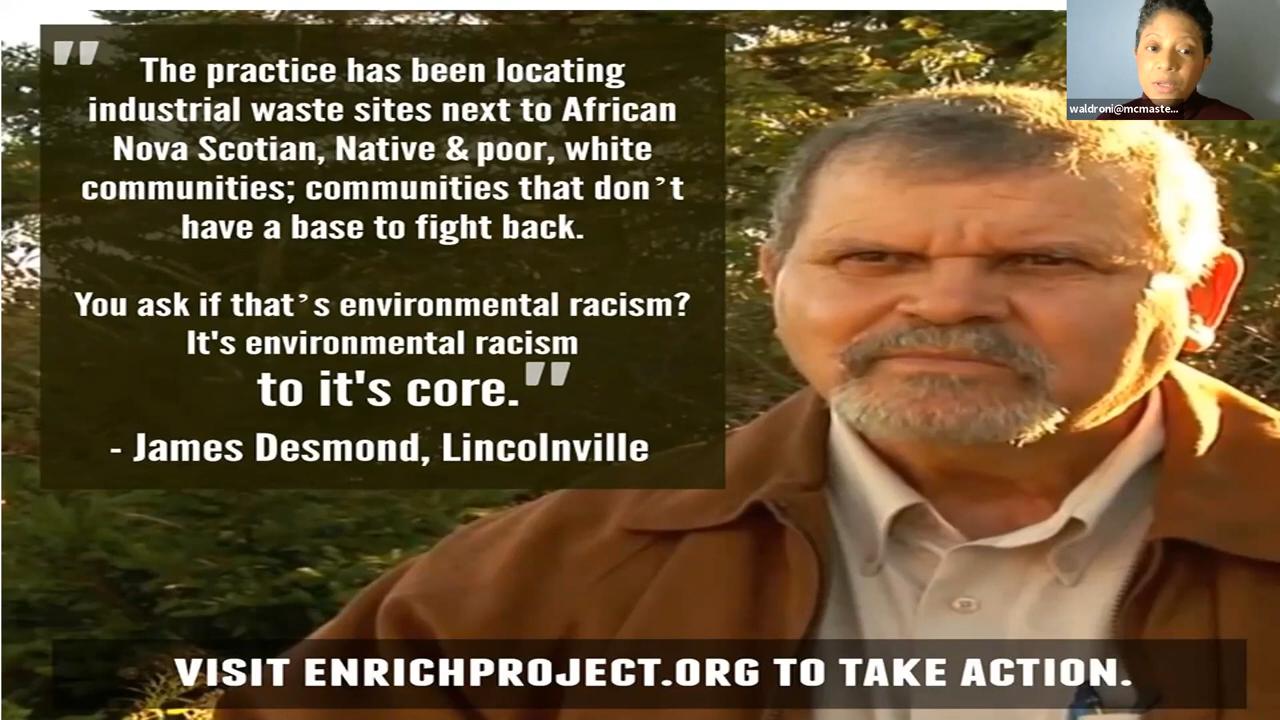 "
The practice has been locating
industrial waste sites next to African
Nova Scotian, Native & poor, white
communities; communities that don’t
have a base to fight back.
You ask if that’s environmental racism?
It's environmental racism
to it's core."
- James Desmond, Lincolnville
VISIT ENRICHPROJECT.ORG TO TAKE ACTION.
waldroni@mcmaste...